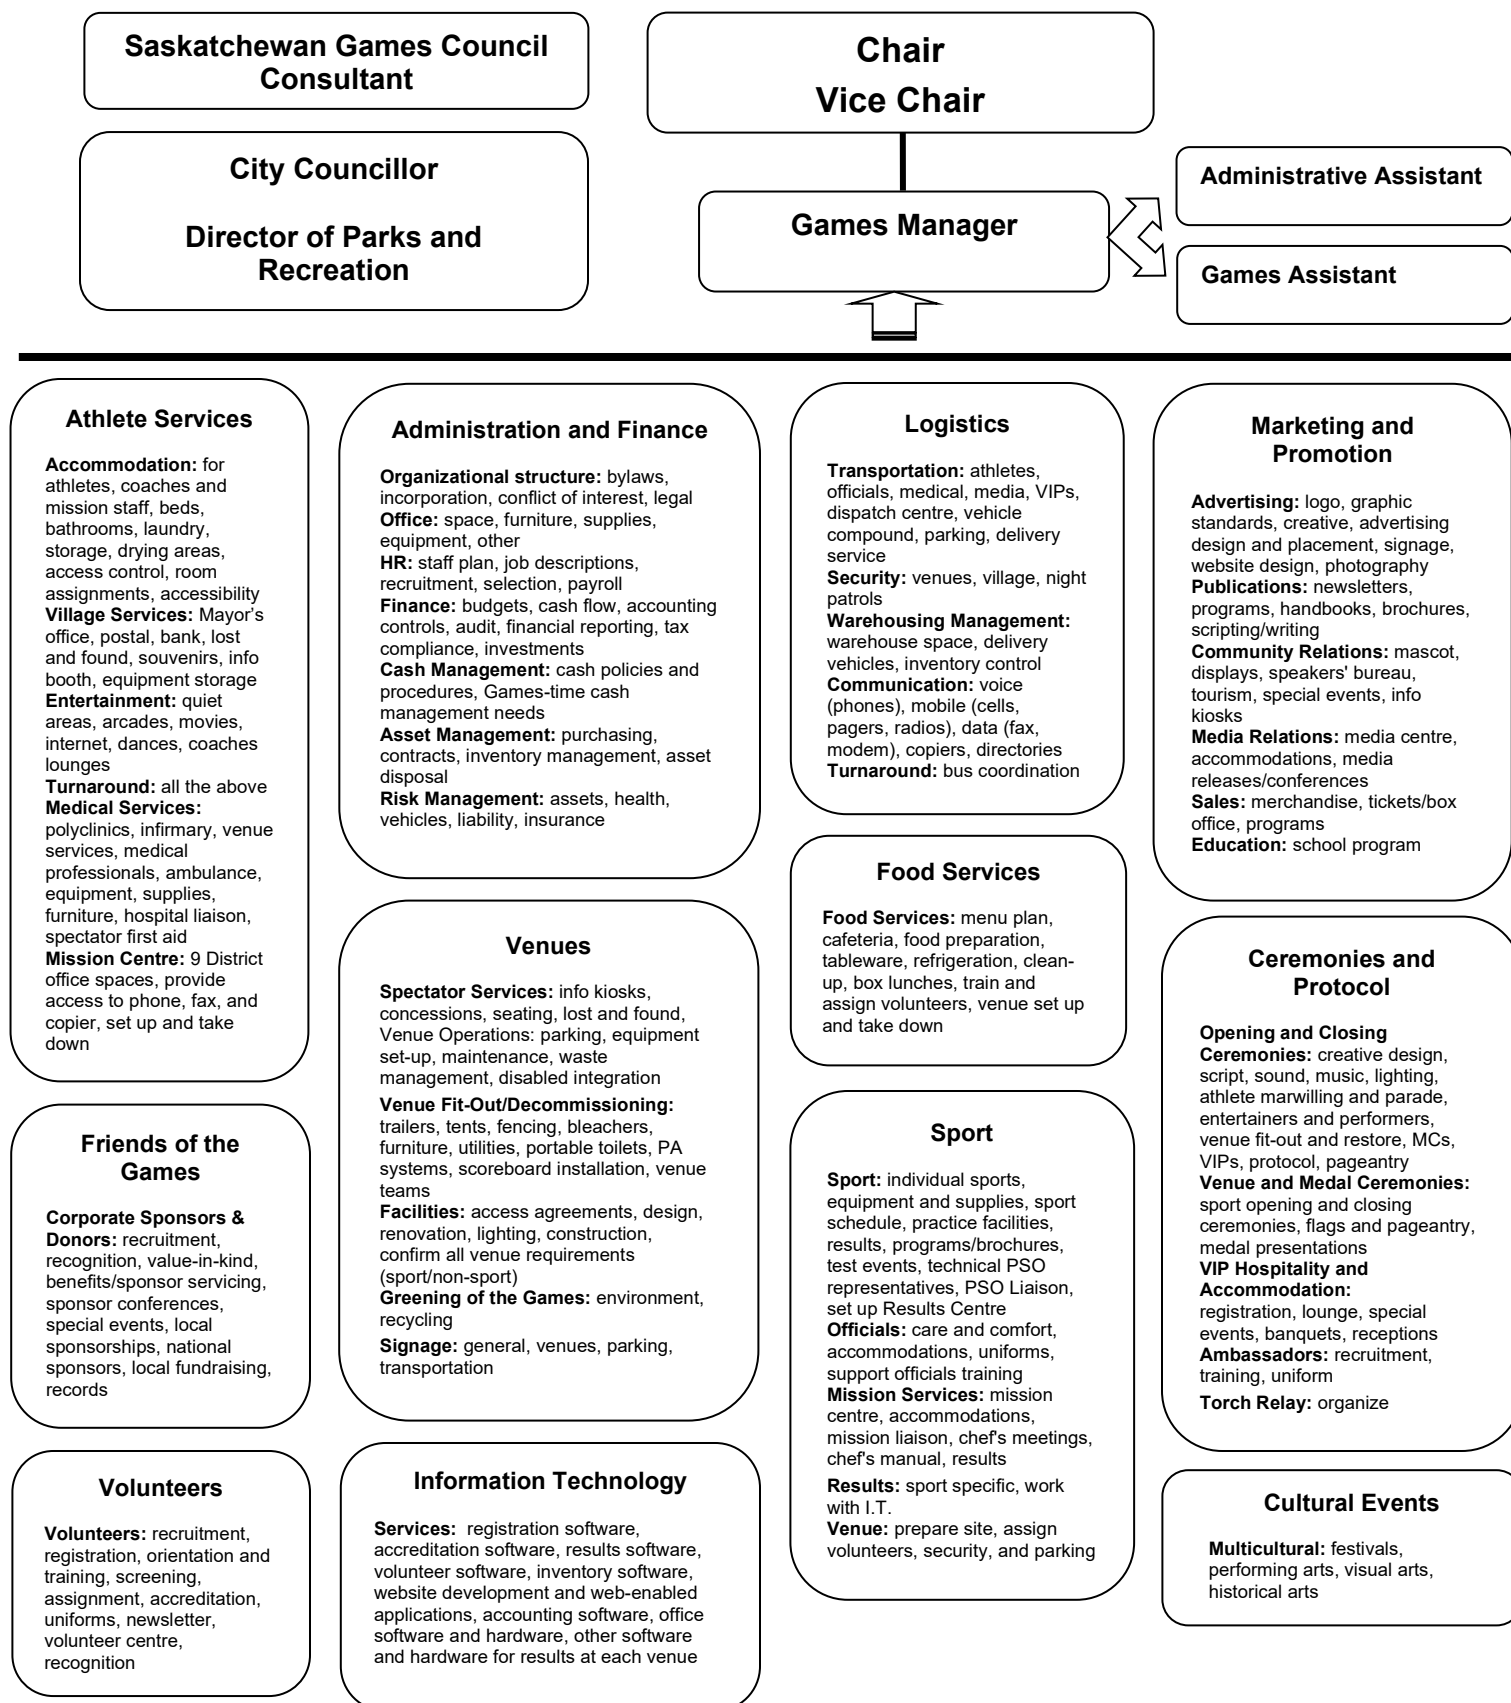 Saskatchewan Games Council
Consultant
City Councillor
Director of Parks and
Recreation
Chair
Vice Chair
Games Manager
Administrative Assistant
Games Assistant
Athlete Services
Accommodation: for
athletes, coaches and
mission staff, beds,
bathrooms, laundry,
storage, drying areas,
access control, room
assignments, accessibility
Village Services: Mayor's
office, postal, bank, lost
and found, souvenirs, info
booth, equipment storage
Entertainment: quiet
areas, arcades, movies,
internet, dances, coaches
lounges
Turnaround: all the above
Medical Services:
polyclinics, infirmary, venue
services, medical
professionals, ambulance,
equipment, supplies,
furniture, hospital liaison,
spectator first aid
Mission Centre: 9 District
office spaces, provide
access to phone, fax, and
copier, set up and take
down
Friends of the
Games
Corporate Sponsors &
Donors: recruitment,
recognition, value-in-kind,
benefits/sponsor servicing,
sponsor conferences,
special events, local
sponsorships, national
sponsors, local fundraising,
records
Volunteers
Volunteers: recruitment,
registration, orientation and
training, screening,
assignment, accreditation,
uniforms, newsletter,
volunteer centre,
recognition
Administration and Finance
Organizational structure: bylaws,
incorporation, conflict of interest, legal
Office: space, furniture, supplies,
equipment, other
HR: staff plan, job descriptions,
recruitment, selection, payroll
Finance: budgets, cash flow, accounting
controls, audit, financial reporting, tax
compliance, investments
Cash Management: cash policies and
procedures, Games-time cash
management needs
Asset Management: purchasing,
contracts, inventory management, asset
disposal
Risk Management: assets, health,
vehicles, liability, insurance
Venues
Spectator Services: info kiosks,
concessions, seating, lost and found,
Venue Operations: parking, equipment
set-up, maintenance, waste
management, disabled integration
Venue Fit-Out/Decommissioning:
trailers, tents, fencing, bleachers,
furniture, utilities, portable toilets, PA
systems, scoreboard installation, venue
teams
Facilities: access agreements, design,
renovation, lighting, construction,
confirm all venue requirements
(sport/non-sport)
Greening of the Games: environment,
recycling
Signage: general, venues, parking,
transportation
Information Technology
Services: registration software,
accreditation software, results software,
volunteer software, inventory software,
website development and web-enabled
applications, accounting software, office
software and hardware, other software
and hardware for results at each venue
Logistics
Transportation: athletes,
officials, medical, media, VIPs,
dispatch centre, vehicle
compound, parking, delivery
service
Security: venues, village, night
patrols
Warehousing Management:
warehouse space, delivery
vehicles, inventory control
Communication: voice
(phones), mobile (cells,
pagers, radios), data (fax,
modem), copiers, directories
Turnaround: bus coordination
Food Services
Food Services: menu plan,
cafeteria, food preparation,
tableware, refrigeration, clean-
up, box lunches, train and
assign volunteers, venue set up
and take down
Sport
Sport: individual sports,
equipment and supplies, sport
schedule, practice facilities,
results, programs/brochures,
test events, technical PSO
representatives, PSO Liaison,
set up Results Centre
Officials: care and comfort,
accommodations, uniforms,
support officials training
Mission Services: mission
centre, accommodations,
mission liaison, chef's meetings,
chef's manual, results
Results: sport specific, work
with I.T.
Venue: prepare site, assign
volunteers, security, and parking
Marketing and
Promotion
Advertising: logo, graphic
standards, creative, advertising
design and placement, signage,
website design, photography
Publications: newsletters,
programs, handbooks, brochures,
scripting/writing
Community Relations: mascot,
displays, speakers' bureau,
tourism, special events, info
kiosks
Media Relations: media centre,
accommodations, media
releases/conferences
Sales: merchandise, tickets/box
office, programs
Education: school program
Ceremonies and
Protocol
Opening and Closing
Ceremonies: creative design,
script, sound, music, lighting,
athlete marwilling and parade,
entertainers and performers,
venue fit-out and restore, MCs,
VIPs, protocol, pageantry
Venue and Medal Ceremonies:
sport opening and closing
ceremonies, flags and pageantry,
medal presentations
VIP Hospitality and
Accommodation:
registration, lounge, special
events, banquets, receptions
Ambassadors: recruitment,
training, uniform
Torch Relay: organize
Cultural Events
Multicultural: festivals,
performing arts, visual arts,
historical arts